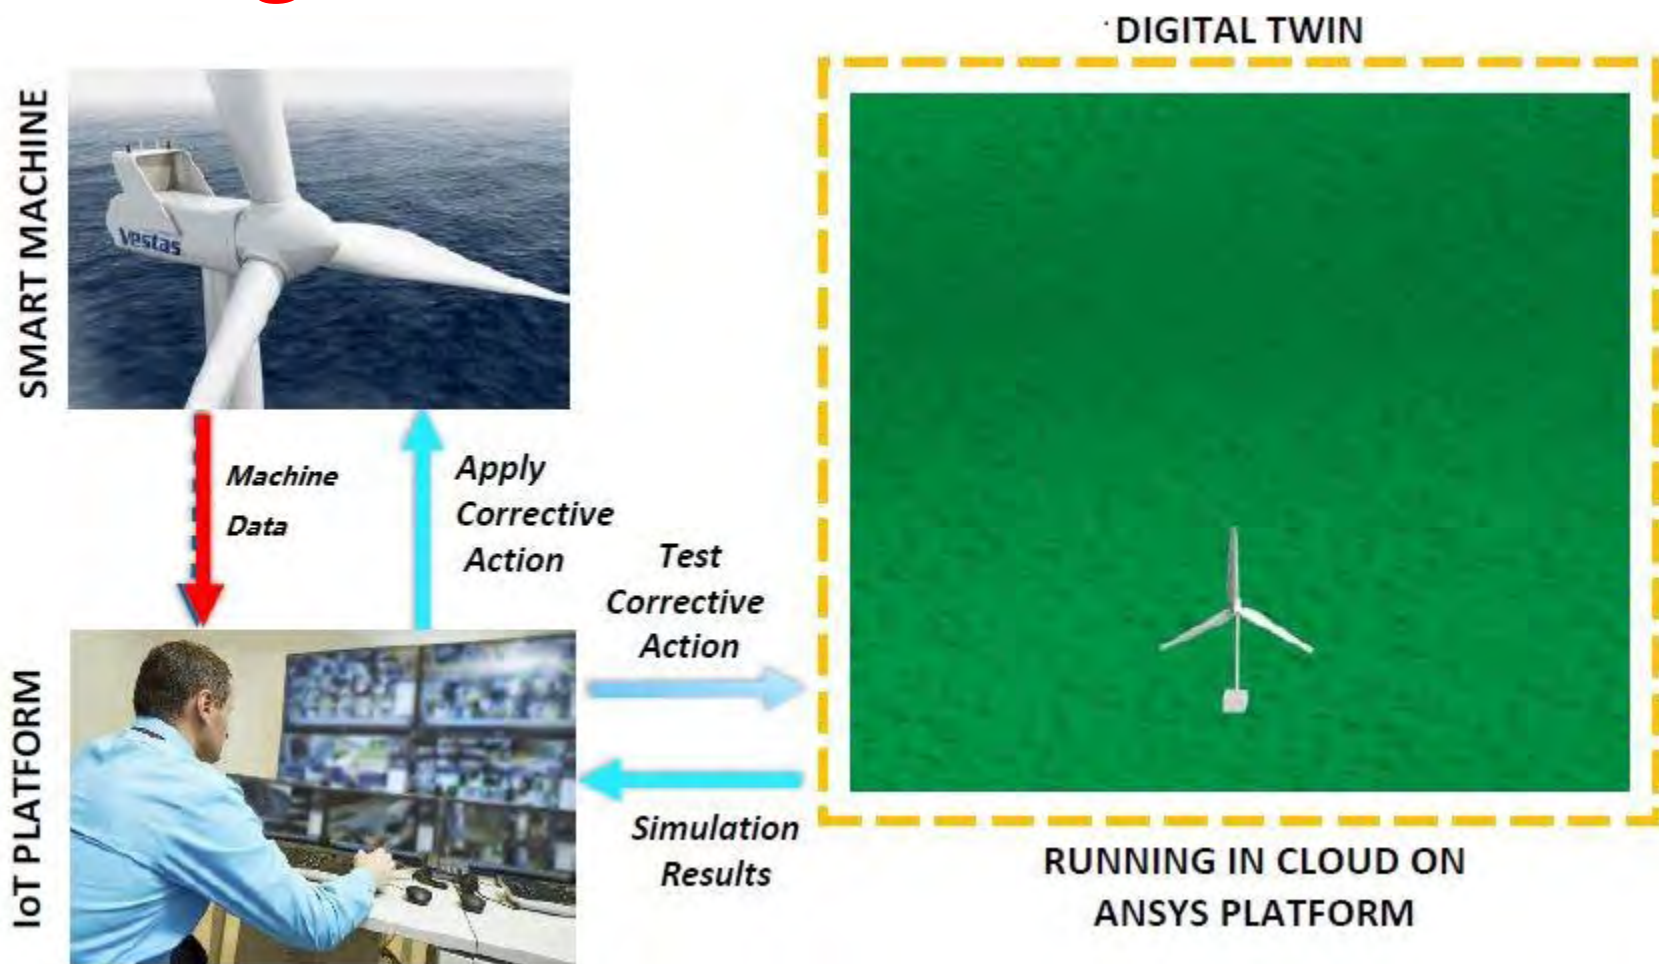 DIGITAL TWIN
SMART MACHINE
Vestas
Machine
Data
Apply
Corrective
Action
Test
Corrective
Action
IoT PLATFORM
Simulation
Results
RUNNING IN CLOUD ON
ANSYS PLATFORM